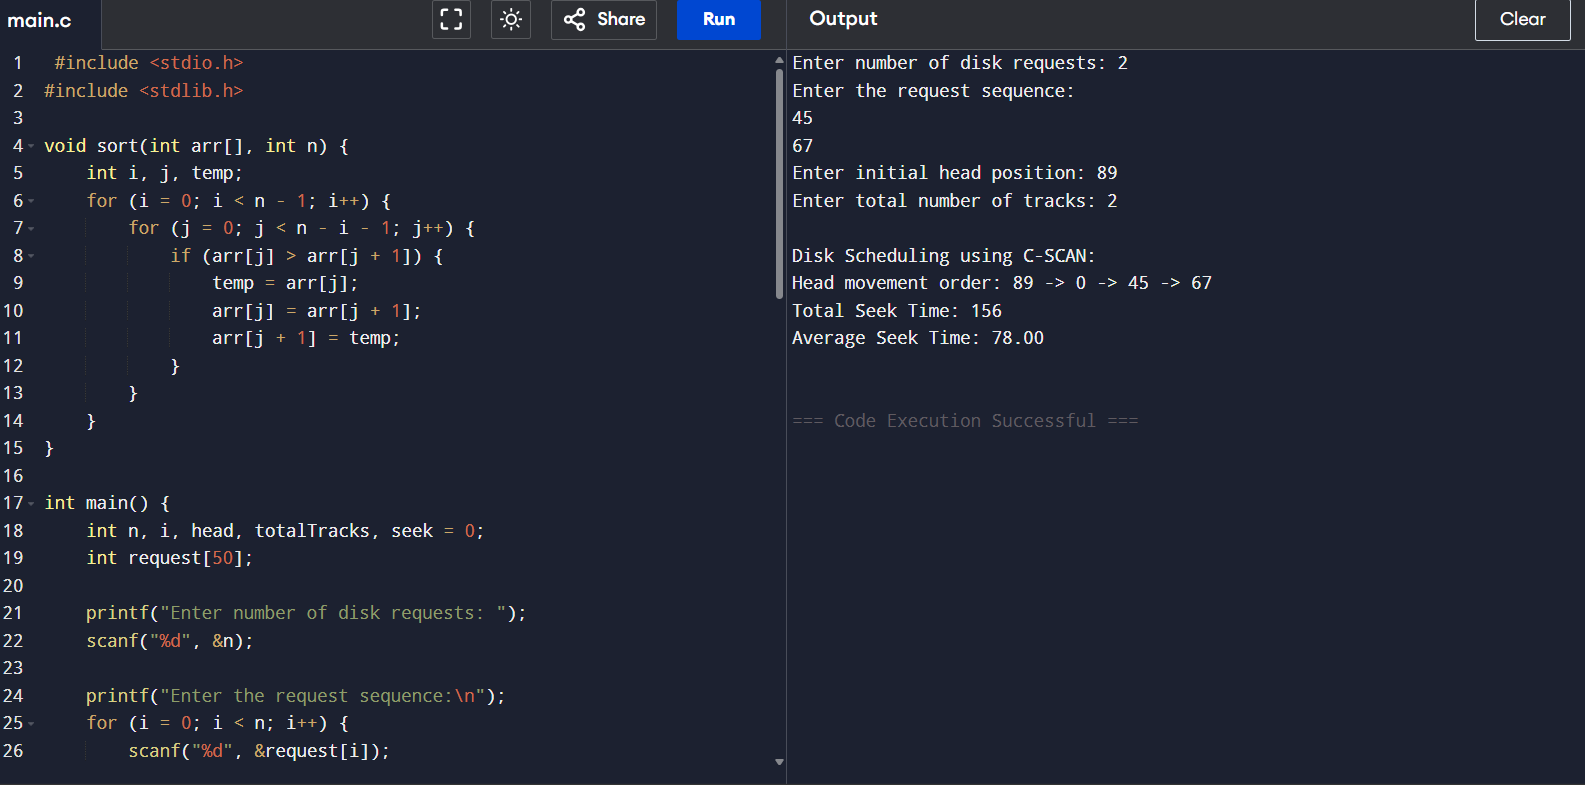 main.c
Share
Run
Output
Clear
1 #include <stdio.h>
2 #include <stdlib.h>
3
4 void sort(int arr[], int n) {
5     int i, j, temp;
6     for (i = 0; i < n - 1; i++) {
7         for (j = 0; j < n - i - 1; j++) {
8             if (arr[j] > arr[j + 1]) {
9                 temp = arr[j];
10                 arr[j] = arr[j + 1];
11                 arr[j + 1] = temp;
12             }
13         }
14     }
15 }
16
17 int main() {
18     int n, i, head, totalTracks, seek = 0;
19     int request[50];
20
21     printf("Enter number of disk requests: ");
22     scanf("%d", &n);
23
24     printf("Enter the request sequence:\n");
25     for (i = 0; i < n; i++) {
26         scanf("%d", &request[i]);
Enter number of disk requests: 2
Enter the request sequence:
45
67
Enter initial head position: 89
Enter total number of tracks: 2
Disk Scheduling using C-SCAN:
Head movement order: 89 -> 0 -> 45 -> 67
Total Seek Time: 156
Average Seek Time: 78.00
=== Code Execution Successful ===